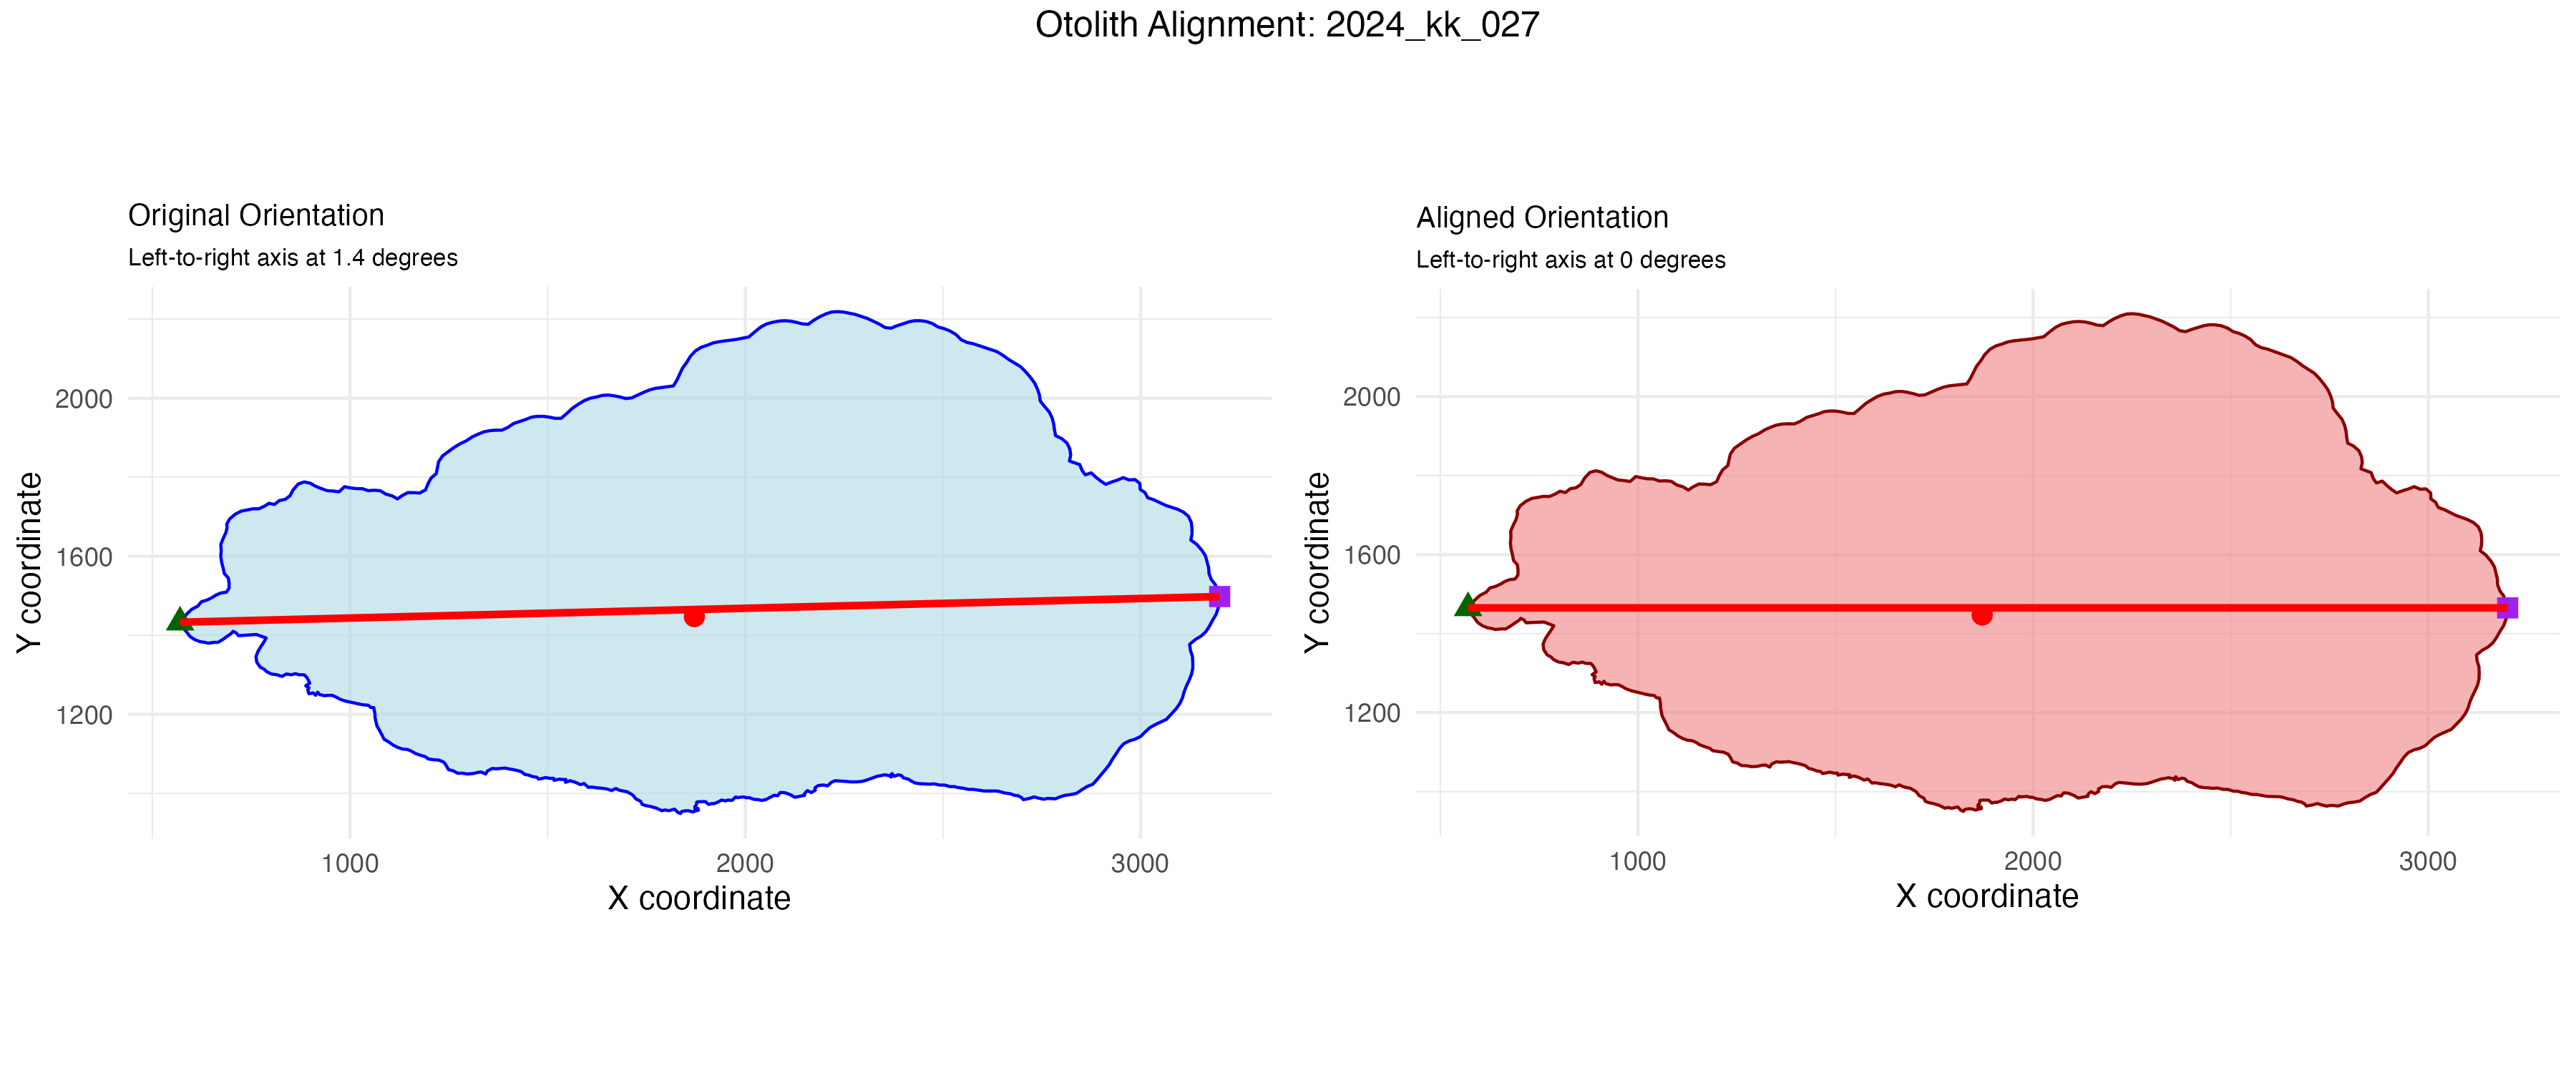 Otolith Alignment: 2024_kk_027
Original Orientation
Left-to-right axis at 1.4 degrees
2000
1600
1200
Y coordinate
1000
2000
3000
X coordinate
Aligned Orientation
Left-to-right axis at 0 degrees
2000
1600
1200
Y coordinate
1000
2000
3000
X coordinate